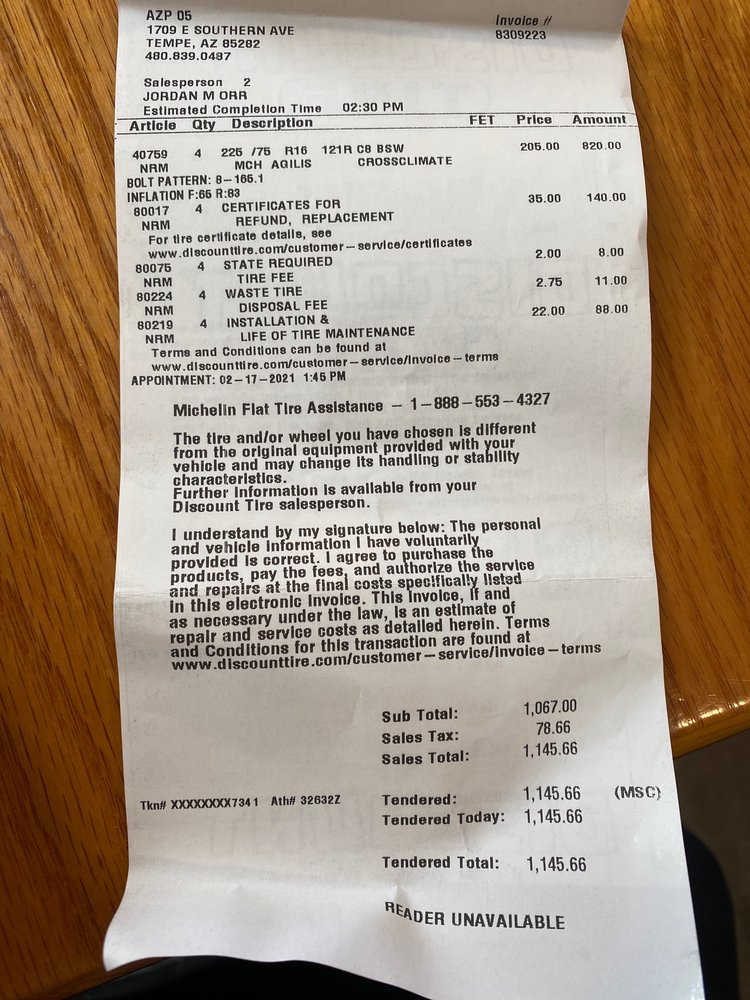 AZP 05
1709 E SOUTHERN AVE
TEMPE, AZ 85282
480.839.0487
Invoice #
8309223
Salesperson 2
JORDAN M ORR
Estimated Completion Time 02:30 PM
Article Qty Description FET Price Amount
40759 4 225 /75 R16 121R C8 BSW 205.00 820.00
NRM MCH AGILIS CROSSCLIMATE
BOLT PATTERN: 8-165.1
INFLATION F:65 R:83
80017 4 CERTIFICATES FOR 35.00 140.00
NRM REFUND, REPLACEMENT
For tire certificate details, see
www.discounttire.com/customer-service/certificates
80075 4 STATE REQUIRED 2.00 8.00
NRM TIRE FEE
80224 4 WASTE TIRE 2.75 11.00
NRM DISPOSAL FEE
80219 4 INSTALLATION & 22.00 88.00
NRM LIFE OF TIRE MAINTENANCE
Terms and Conditions can be found at
www.discounttire.com/customer-service/invoice-terms
APPOINTMENT: 02-17-2021 1:45 PM
Michelin Flat Tire Assistance - 1-888-553-4327
The tire and/or wheel you have chosen is different
from the original equipment provided with your
vehicle and may change its handling or stability
characteristics.
Further information is available from your
Discount Tire salesperson.
I understand by my signature below: The personal
and vehicle information I have voluntarily
provided is correct. I agree to purchase the
products, pay the fees, and authorize the service
and repairs at the final costs specifically listed
in this electronic invoice. This invoice, if and
as necessary under the law, is an estimate of
repair and service costs as detailed herein. Terms
and Conditions for this transaction are found at
www.discounttire.com/customer-service/invoice-terms
Sub Total: 1,067.00
Sales Tax: 78.66
Sales Total: 1,145.66
Tkn# XXXXXXXX7341 Ath# 32632Z Tendered: 1,145.66 (MSC)
Tendered Today: 1,145.66
Tendered Total: 1,145.66
READER UNAVAILABLE